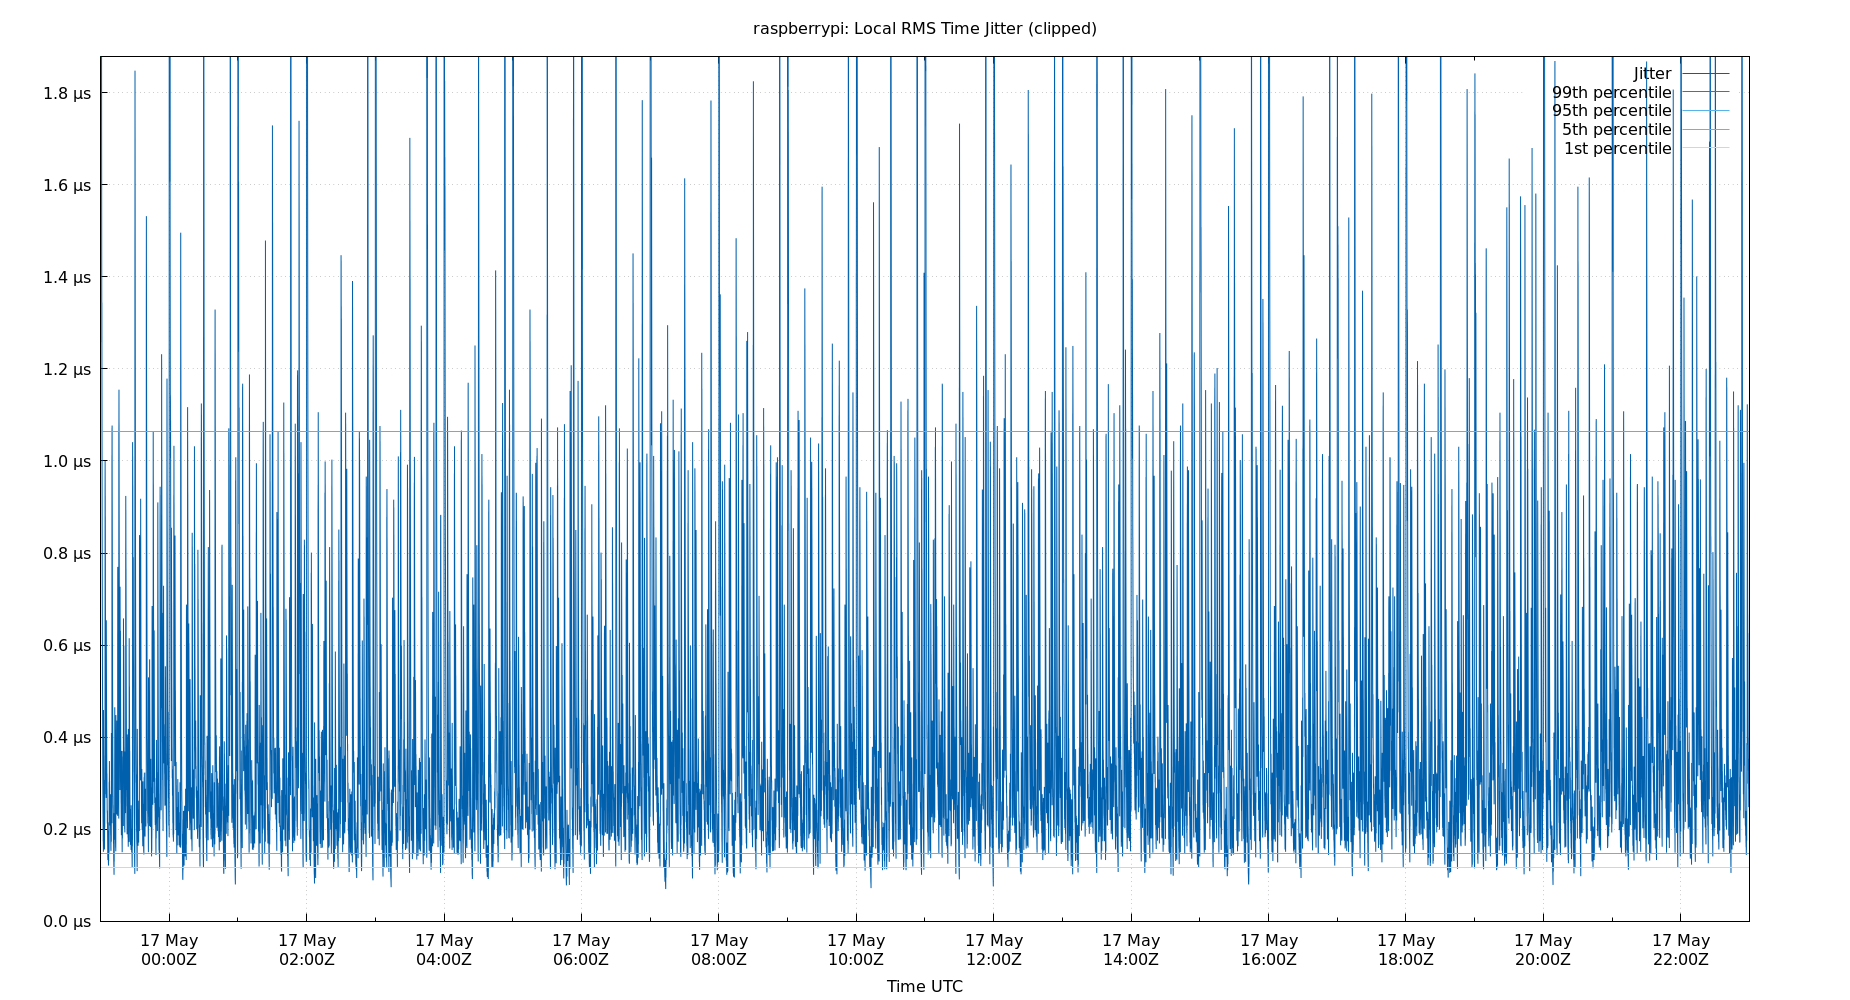 raspberrypi: Local RMS Time Jitter (clipped)
Jitter
99th percentile
95th percentile
5th percentile
1st percentile
1.8 µs
1.6 µs
1.4 µs
1.2 µs
1.0 µs
0.8 µs
0.6 µs
0.4 µs
0.2 µs
0.0 µs
17 May 17 May 17 May 17 May 17 May 17 May 17 May 17 May 17 May 17 May 17 May 17 May
00:00Z 02:00Z 04:00Z 06:00Z 08:00Z 10:00Z 12:00Z 14:00Z 16:00Z 18:00Z 20:00Z 22:00Z
Time UTC